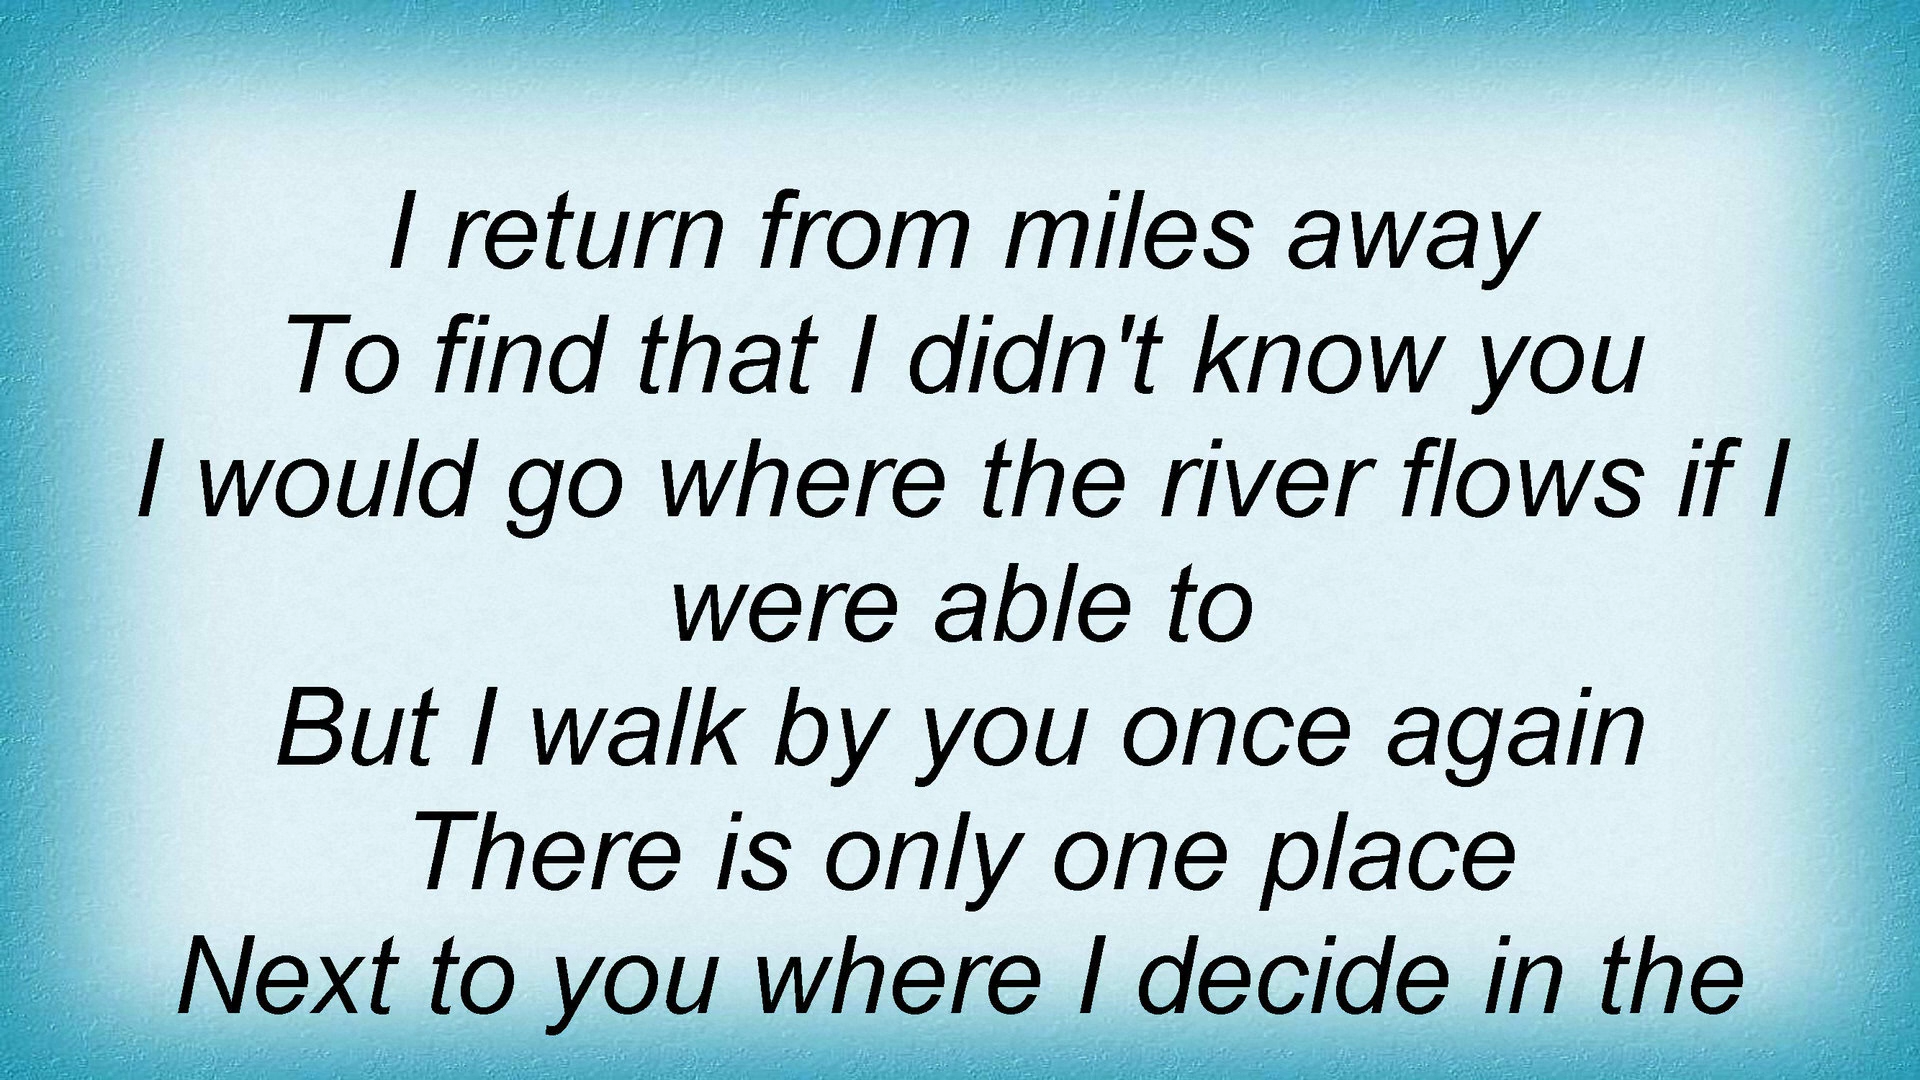 I return from miles away
To find that I didn't know you
I would go where the river flows if I
were able to
But I walk by you once again
There is only one place
Next to you where I decide in the